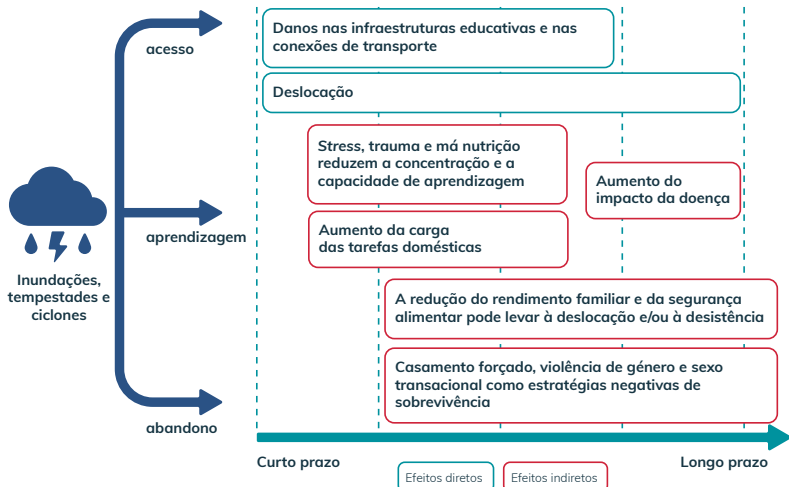 Danos nas infraestruturas educativas e nas
conexões de transporte
acesso
Deslocação
Stress, trauma e má nutrição
reduzem a concentração e a
capacidade de aprendizagem
Aumento do
impacto da doença
aprendizagem
Aumento da carga
das tarefas domésticas
Inundações,
tempestades e
ciclones
A redução do rendimento familiar e da segurança
alimentar pode levar à deslocação e/ou à desistência
Casamento forçado, violência de género e sexo
transacional como estratégias negativas de
sobrevivência
abandono
Curto prazo
Longo prazo
Efeitos diretos
Efeitos indiretos